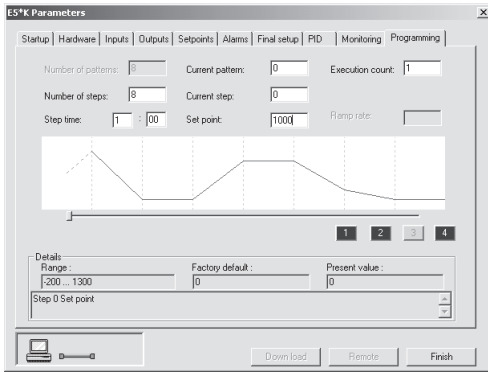 E5*K Parameters
Startup Hardware Inputs Outputs Setpoints Alarms Final setup PID Monitoring Programming
Number of patterns: 8 Current pattern: 0 Execution count: 1
Number of steps: 8 Current step: 0
Step time: 1 : 00 Set point: 1000 Ramp rate:
1 2 3 4
Details
Range : Factory default : Present value :
-200 ... 1300 0 0
Step 0 Set point
Down load Remote Finish